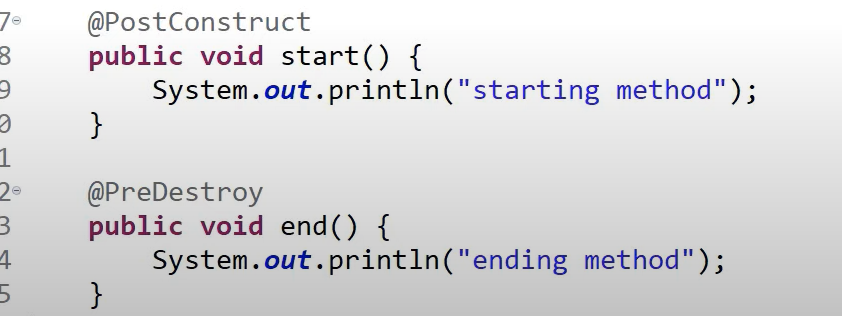 7 @PostConstruct
8 public void start() {
9 System.out.println("starting method");
0 }
1
2 @PreDestroy
3 public void end() {
4 System.out.println("ending method");
5 }